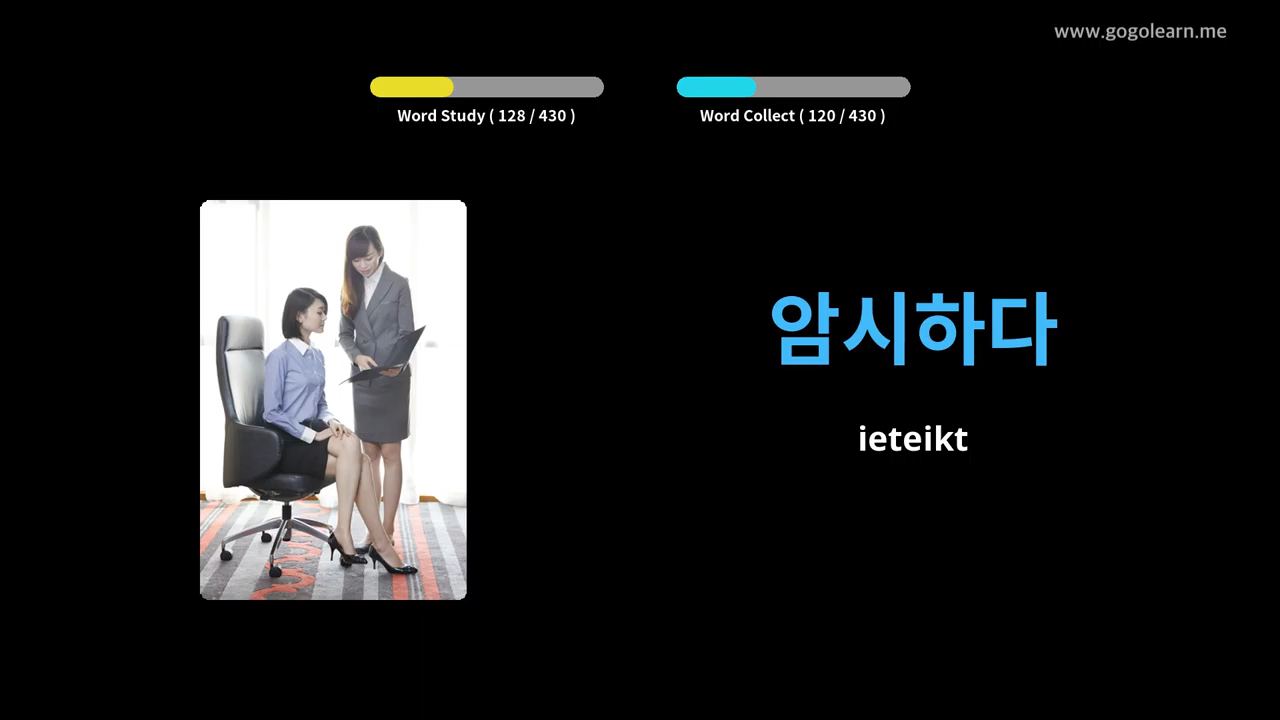 www.gogolearn.me
Word Study ( 128 / 430 )
Word Collect ( 120 / 430 )
암시하다
ieteikt